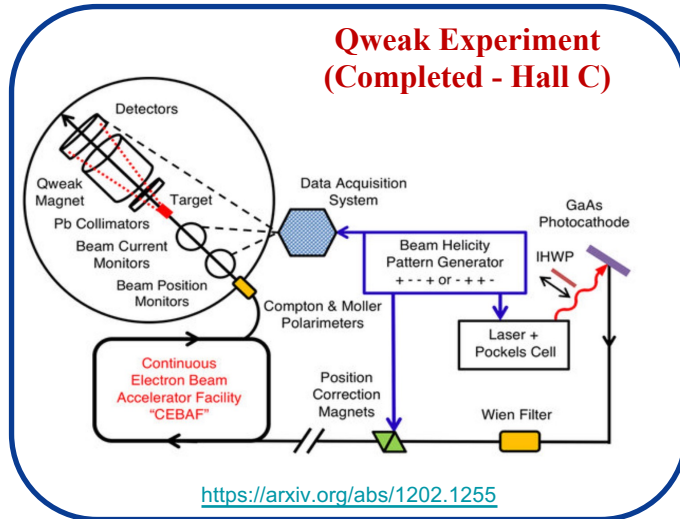 Qweak Experiment
(Completed - Hall C)
Detectors
Qweak
Magnet
Target
Pb Collimators
Beam Current
Monitors
Beam Position
Monitors
Data Acquisition
System
GaAs
Photocathode
IHWP
Beam Helicity
Pattern Generator
+ - - + or - + + -
Compton & Moller
Polarimeters
Laser +
Pockels Cell
Continuous
Electron Beam
Accelerator Facility
"CEBAF"
Position
Correction
Magnets
Wien Filter
https://arxiv.org/abs/1202.1255